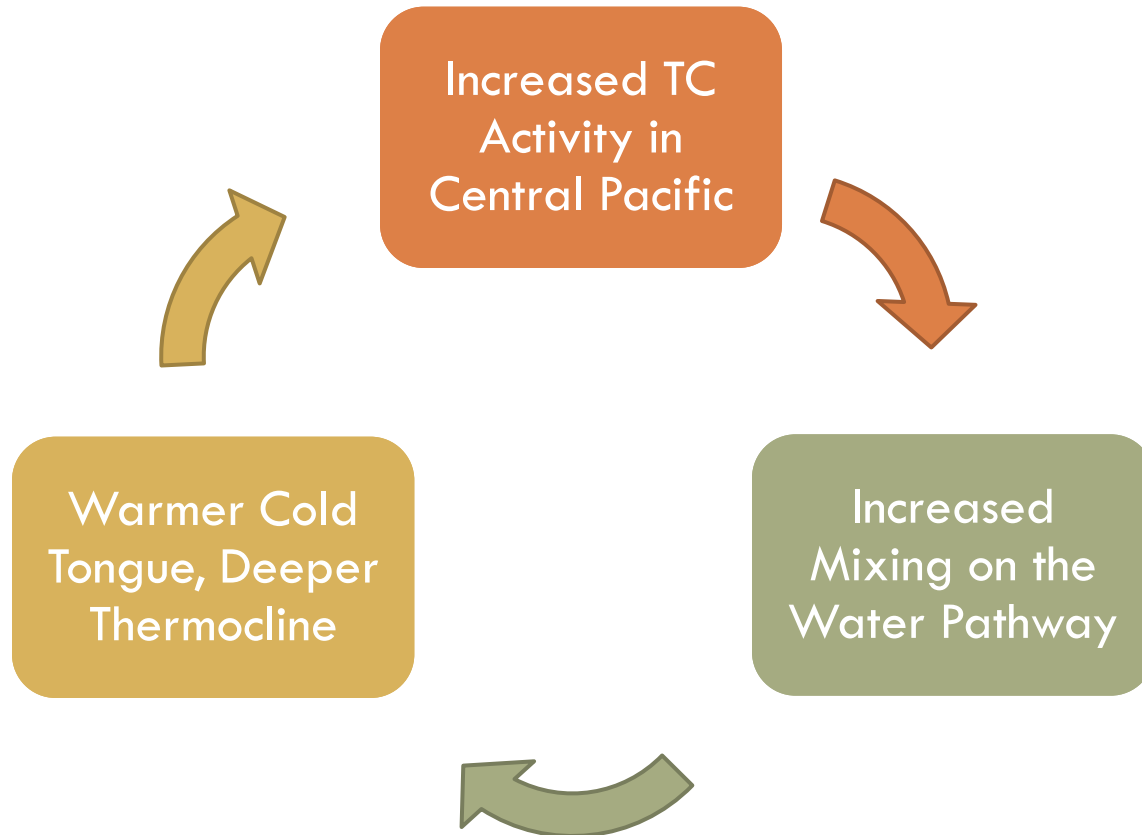 Increased TC
Activity in
Central Pacific
Warmer Cold
Tongue, Deeper
Thermocline
Increased
Mixing on the
Water Pathway